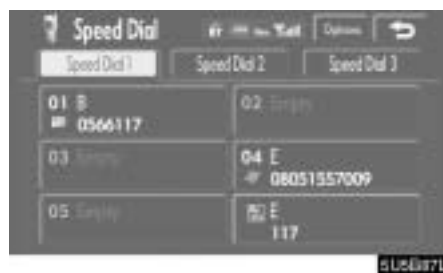 Speed Dial Options
Speed Dial 1 Speed Dial 2 Speed Dial 3
01 B 02 Empty
0566117
03 Empty 04 E
08051557009
05 Empty E
117